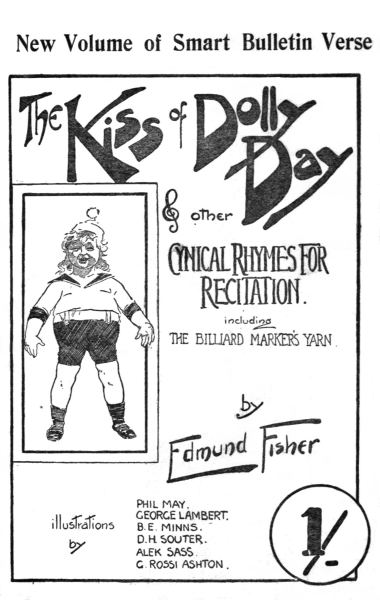 New Volume of Smart Bulletin Verse
The Kiss of Dolly
Day
& other
CYNICAL RHYMES FOR
RECITATION.
including
THE BILLIARD MARKER'S YARN.
by
Edmund Fisher
illustrations
by
PHIL MAY.
GEORGE LAMBERT.
B.E. MINNS.
D.H. SOUTER.
ALEK SASS.
G. ROSSI ASHTON.
1/-